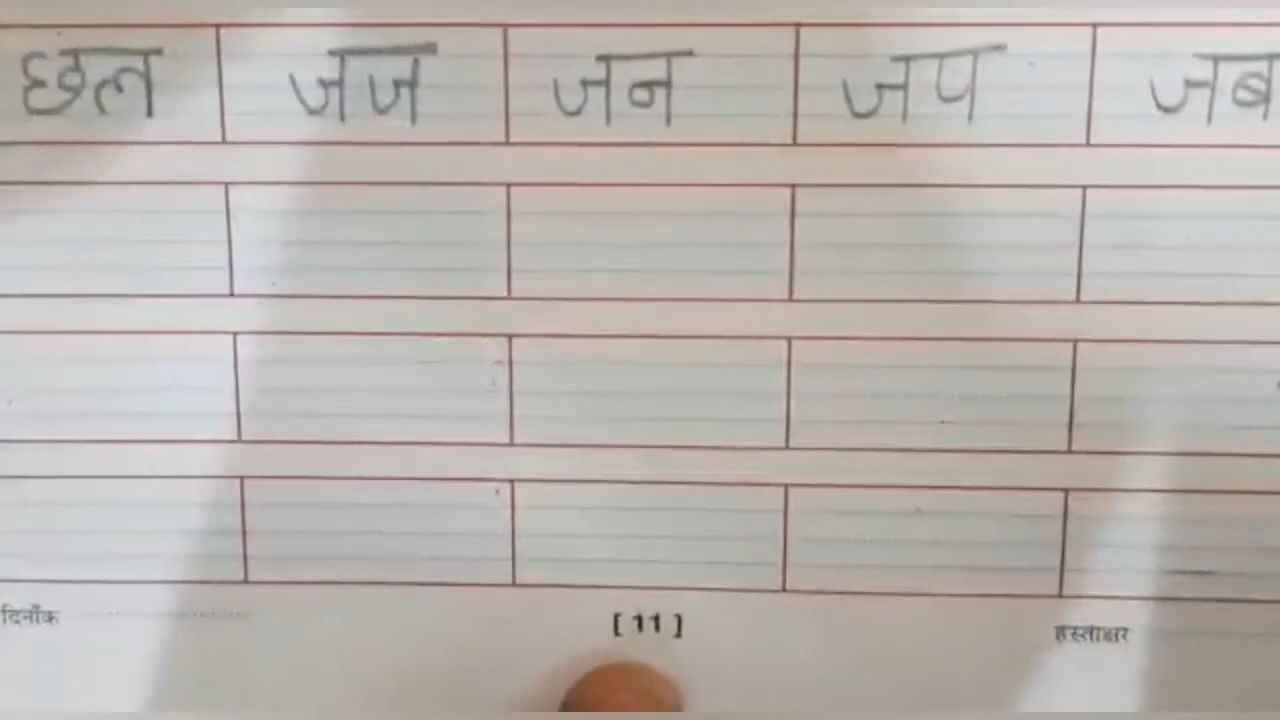 छल जज जन जप जब
दिनाँक [ 11 ] हस्ताक्षर